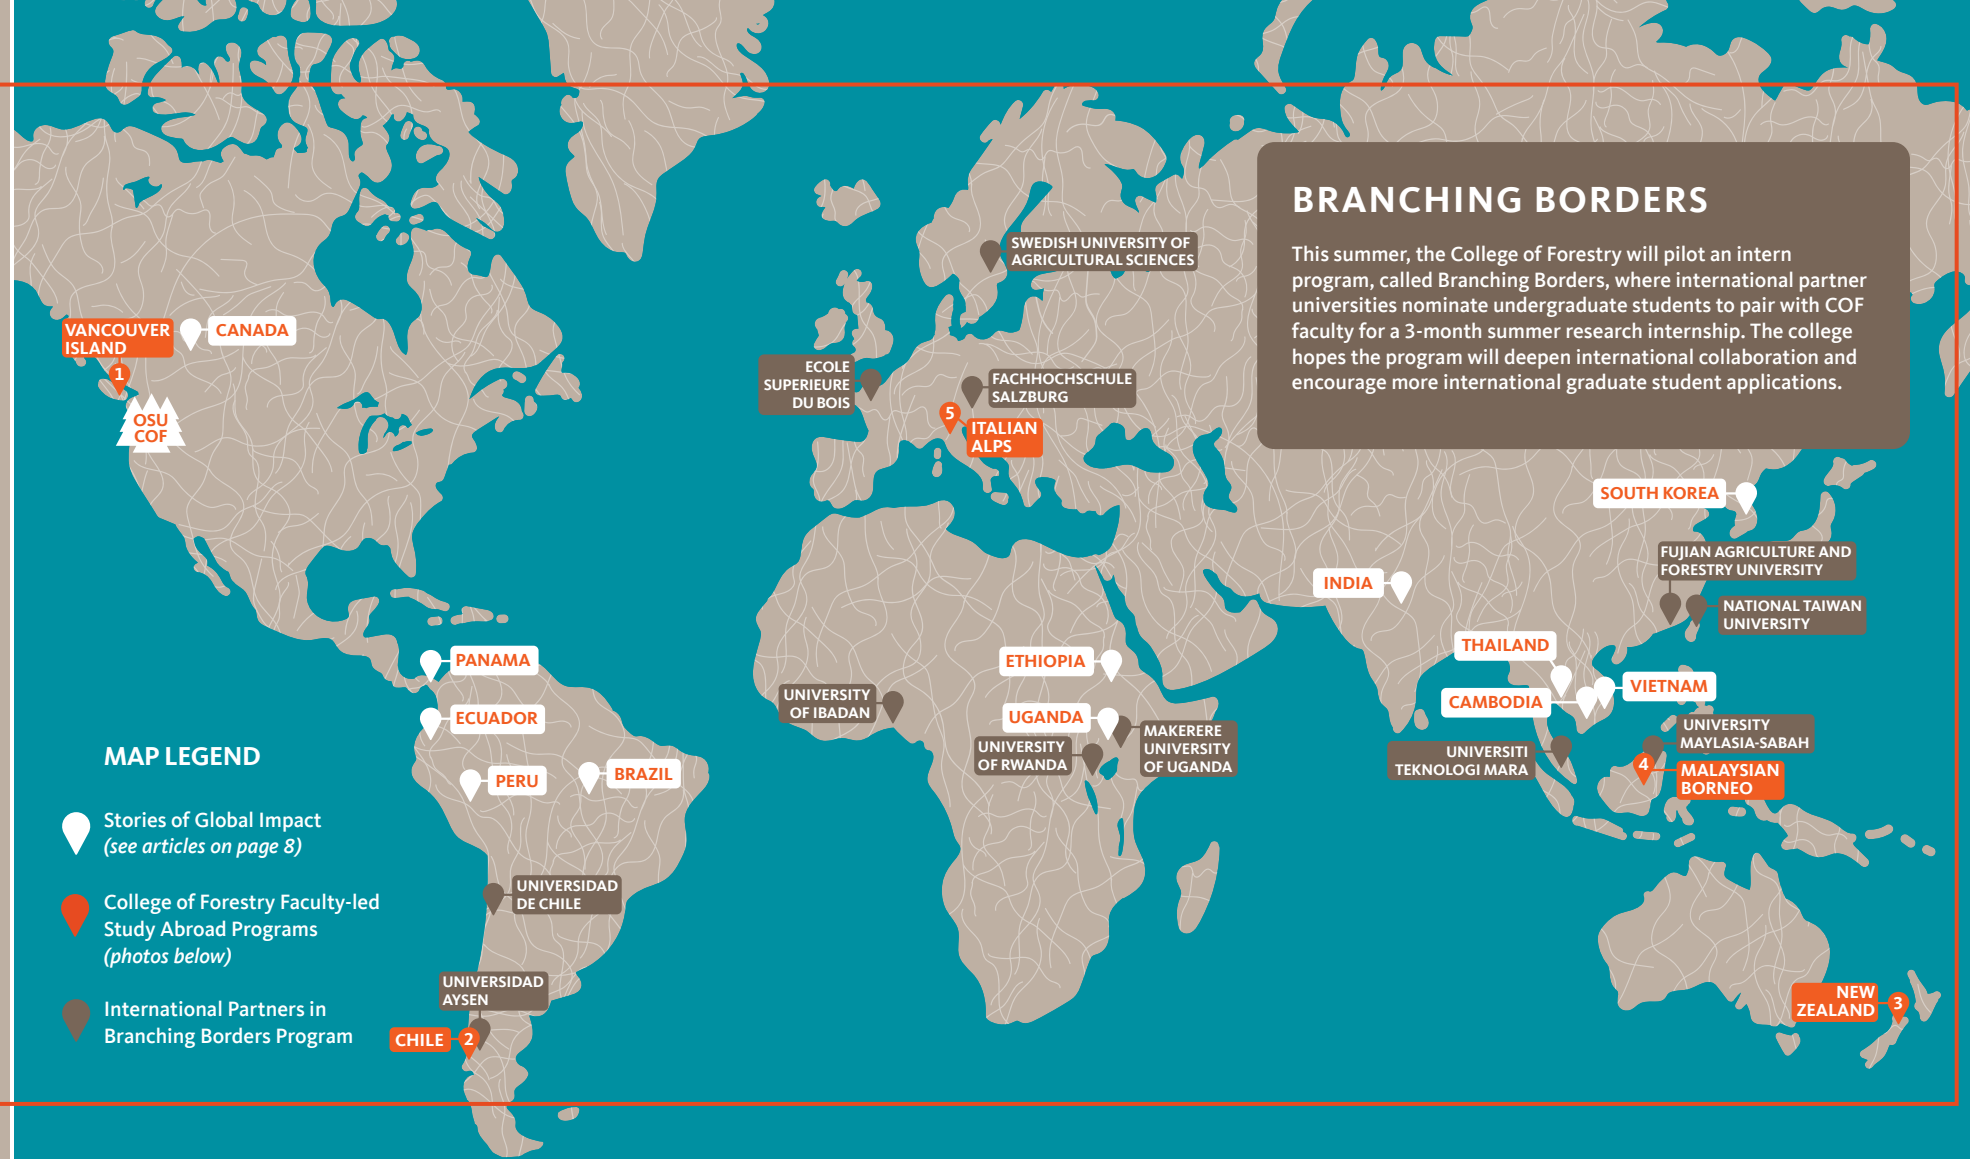 BRANCHING BORDERS
This summer, the College of Forestry will pilot an intern
program, called Branching Borders, where international partner
universities nominate undergraduate students to pair with COF
faculty for a 3-month summer research internship. The college
hopes the program will deepen international collaboration and
encourage more international graduate student applications.
SWEDISH UNIVERSITY OF
AGRICULTURAL SCIENCES
VANCOUVER
ISLAND
CANADA
1
OSU
COF
ECOLE
SUPERIEURE
DU BOIS
FACHHOCHSCHULE
SALZBURG
5
ITALIAN
ALPS
SOUTH KOREA
FUJIAN AGRICULTURE AND
FORESTRY UNIVERSITY
INDIA
NATIONAL TAIWAN
UNIVERSITY
THAILAND
PANAMA
ETHIOPIA
CAMBODIA
VIETNAM
UNIVERSITY
OF IBADAN
ECUADOR
UGANDA
MAKERERE
UNIVERSITY
OF UGANDA
UNIVERSITY
OF RWANDA
UNIVERSITI
TEKNOLOGI MARA
UNIVERSITY
MAYLASIA-SABAH
4
MALAYSIAN
BORNEO
PERU
BRAZIL
UNIVERSIDAD
DE CHILE
UNIVERSIDAD
AYSEN
CHILE
2
NEW
ZEALAND
3
MAP LEGEND
Stories of Global Impact
(see articles on page 8)
College of Forestry Faculty-led
Study Abroad Programs
(photos below)
International Partners in
Branching Borders Program